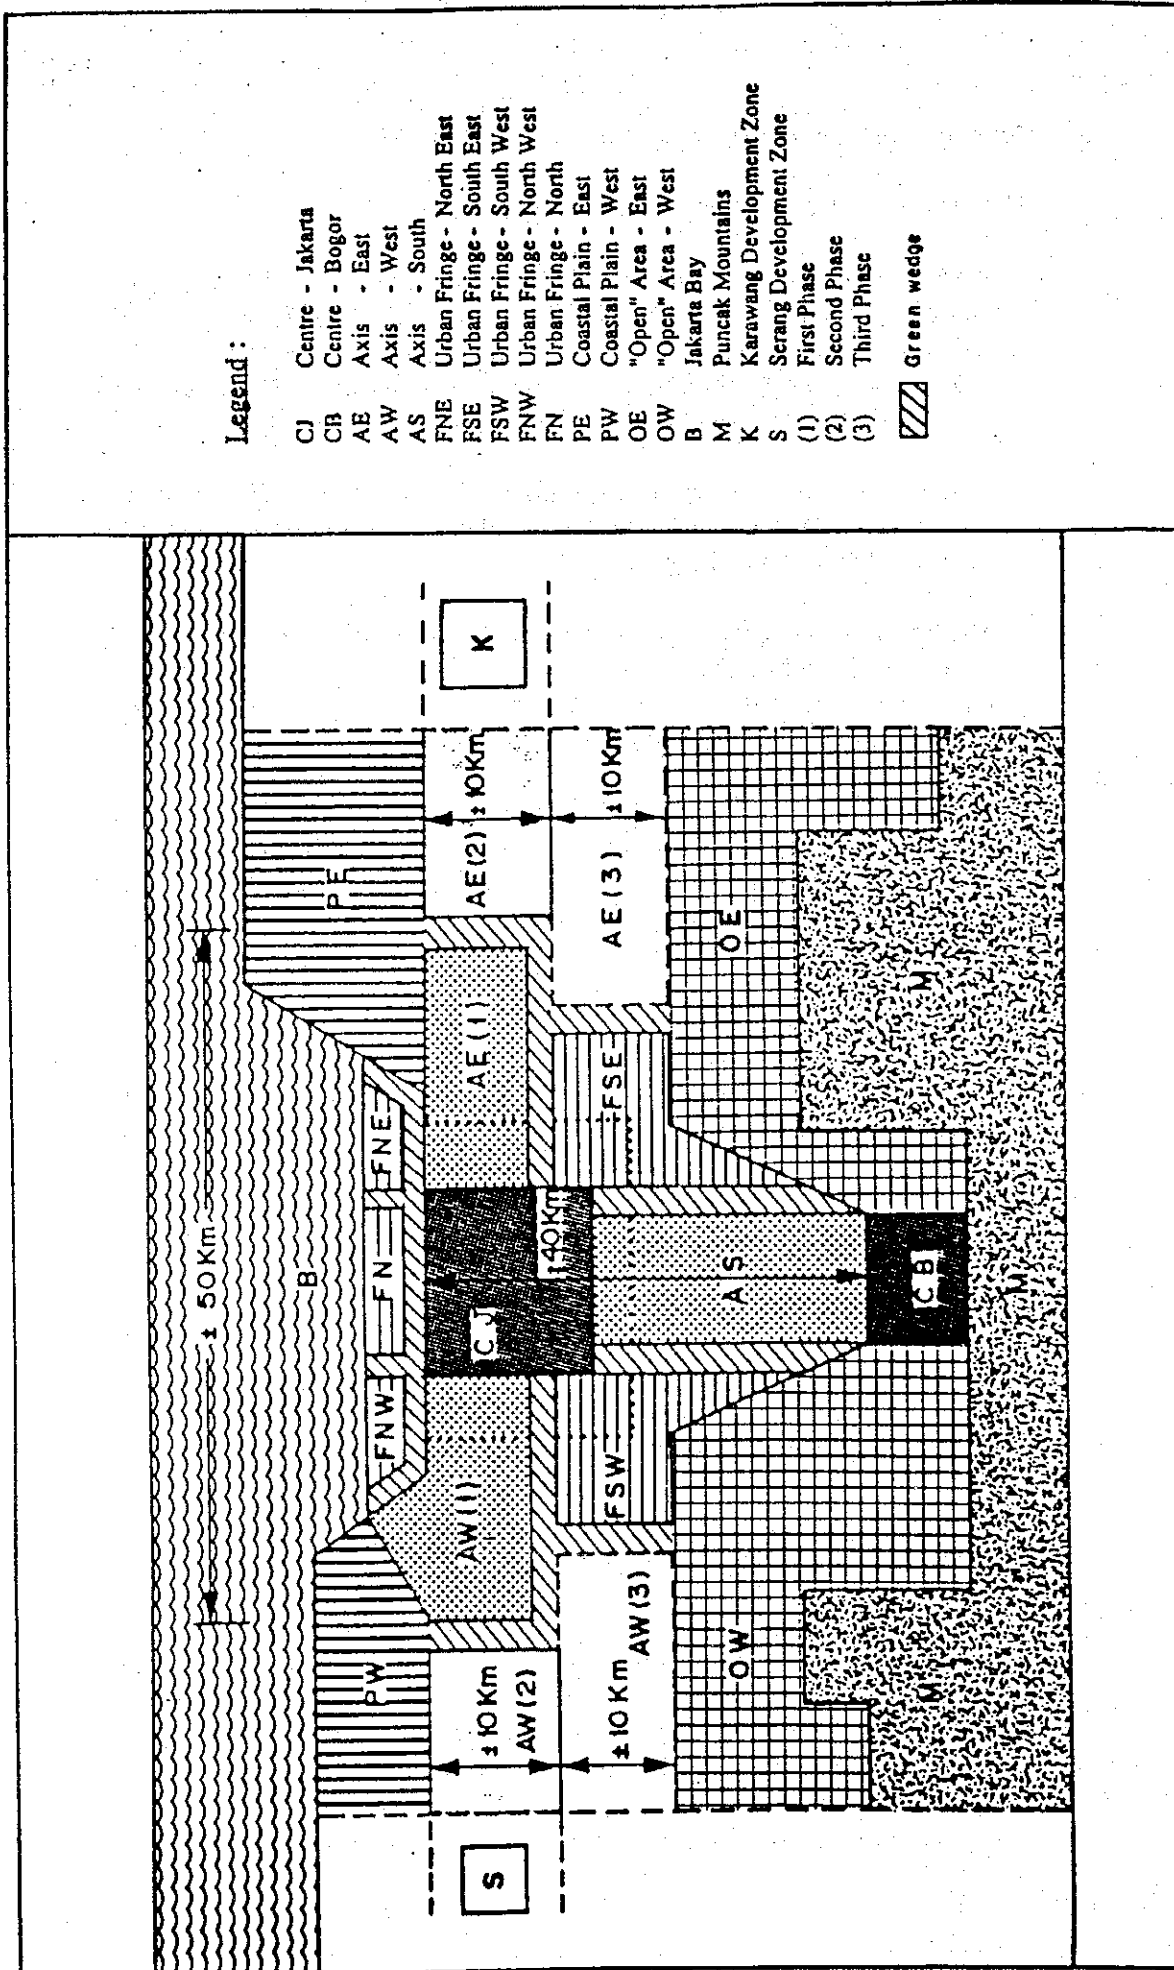 ± 50 Km
B
PW
PE
FNW
FN
FNE
S
± 10 Km
AW (2)
AW (1)
CJ
±40 Km
AE (1)
AE (2)
± 10 Km
K
± 10 Km
AW (3)
FSW
FSE
AE (3)
± 10 Km
OW
A S
OE
M
CB
M
M
Legend :
CJ Centre - Jakarta
CB Centre - Bogor
AE Axis - East
AW Axis - West
AS Axis - South
FNE Urban Fringe - North East
FSE Urban Fringe - South East
FSW Urban Fringe - South West
FNW Urban Fringe - North West
FN Urban Fringe - North
PE Coastal Plain - East
PW Coastal Plain - West
OE "Open" Area - East
OW "Open" Area - West
B Jakarta Bay
M Puncak Mountains
K Karawang Development Zone
S Serang Development Zone
(1) First Phase
(2) Second Phase
(3) Third Phase
Green wedge